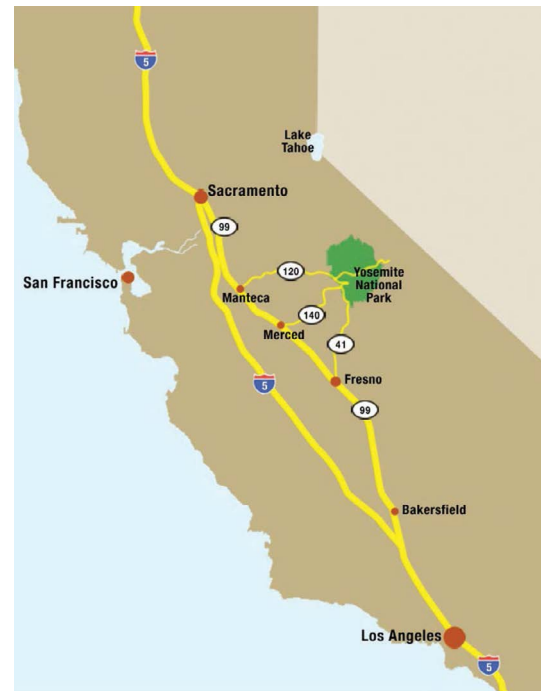 5
Lake
Tahoe
Sacramento
99
120
Yosemite
National
Park
San Francisco
Manteca
140
Merced
41
5
Fresno
99
Bakersfield
Los Angeles
5